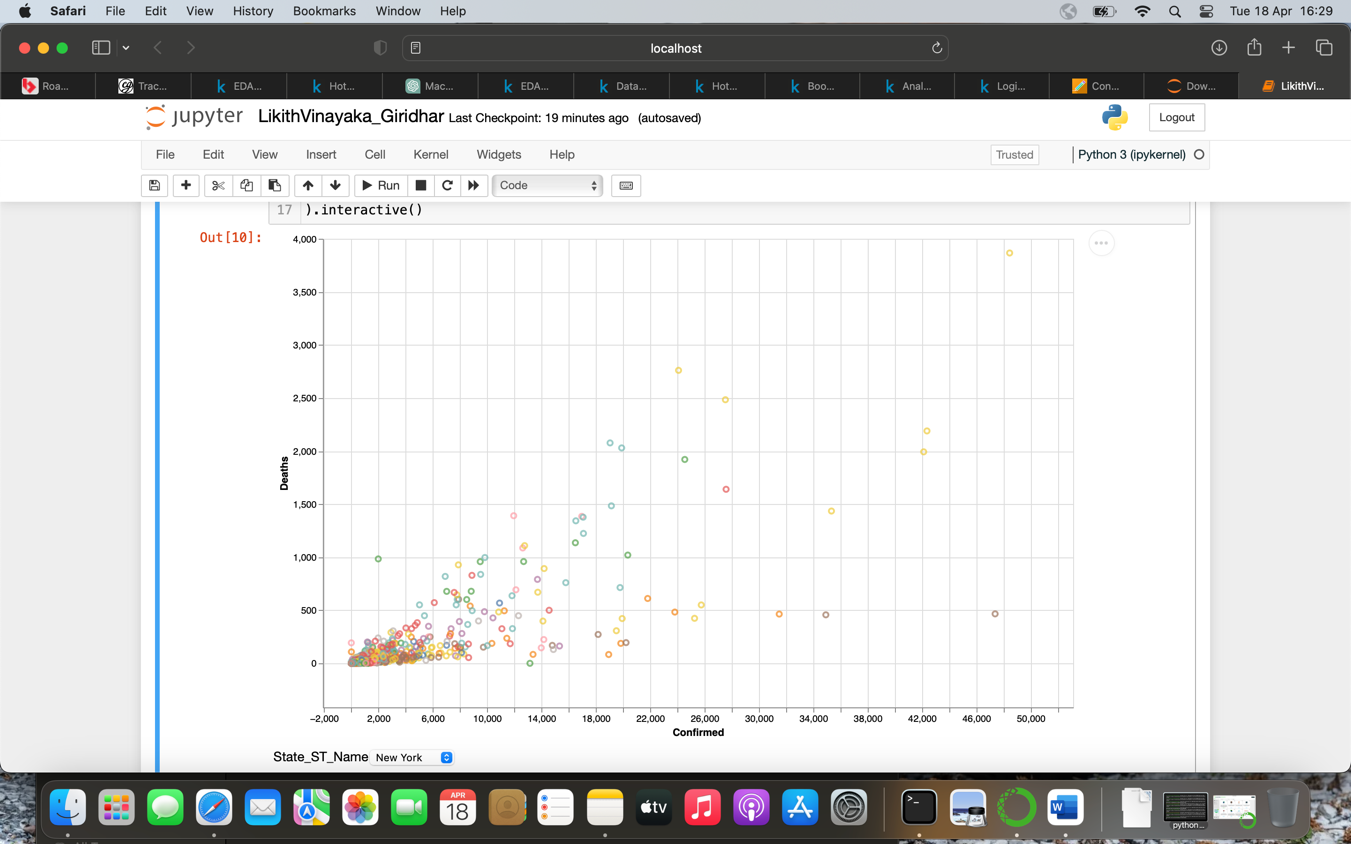 Safari File Edit View History Bookmarks Window Help Tue 18 Apr 16:29
localhost
Roa... Trac... EDA... Hot... Mac... EDA... Data... Hot... Boo... Anal... Logi... Con... Dow... LikithVi...
jupyter LikithVinayaka_Giridhar Last Checkpoint: 19 minutes ago (autosaved) Logout
File Edit View Insert Cell Kernel Widgets Help Trusted Python 3 (ipykernel)
Run Code
17 ).interactive()
Out[10]:
4,000
3,500
3,000
2,500
2,000
1,500
1,000
500
0
Deaths
−2,000 2,000 6,000 10,000 14,000 18,000 22,000 26,000 30,000 34,000 38,000 42,000 46,000 50,000
Confirmed
State_ST_Name New York
APR
18
tv
python...